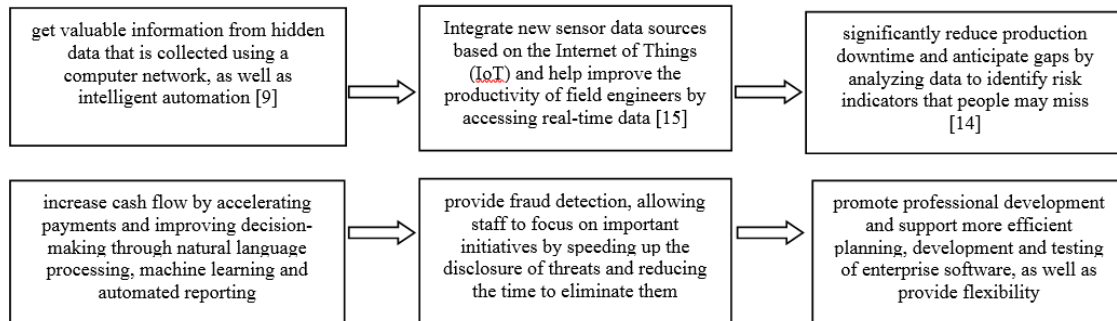 get valuable information from hidden
data that is collected using a
computer network, as well as
intelligent automation [9]
Integrate new sensor data sources
based on the Internet of Things
(IoT) and help improve the
productivity of field engineers by
accessing real-time data [15]
significantly reduce production
downtime and anticipate gaps by
analyzing data to identify risk
indicators that people may miss
[14]
increase cash flow by accelerating
payments and improving decision-
making through natural language
processing, machine learning and
automated reporting
provide fraud detection, allowing
staff to focus on important
initiatives by speeding up the
disclosure of threats and reducing
the time to eliminate them
promote professional development
and support more efficient
planning, development and testing
of enterprise software, as well as
provide flexibility